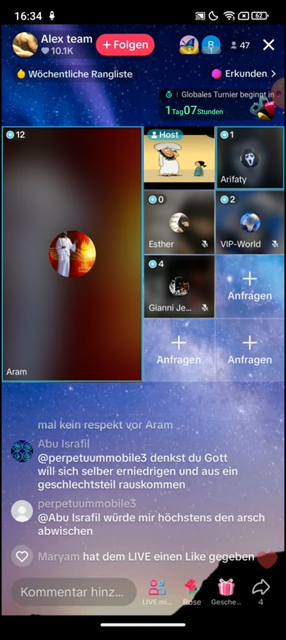 16:34
62
Alex team
10.1K
+ Folgen
47
Wöchentliche Rangliste
Erkunden >
Globales Turnier beginnt in
1Tag07Stunden
12
Host
1
Arifaty
0
Esther
2
VIP-World
4
Gianni Je...
Anfragen
Aram
Anfragen
Anfragen
mal kein respekt vor Aram
Abu Israfil
@perpetuummobile3 denkst du Gott
will sich selber erniedrigen und aus ein
geschlechtsteil rauskommen
perpetuummobile3
@Abu Israfil würde mir höchstens den arsch
abwischen
Maryam hat dem LIVE einen Like gegeben
Kommentar hinz...
LIVE mi...
Rose
Gesche...
4